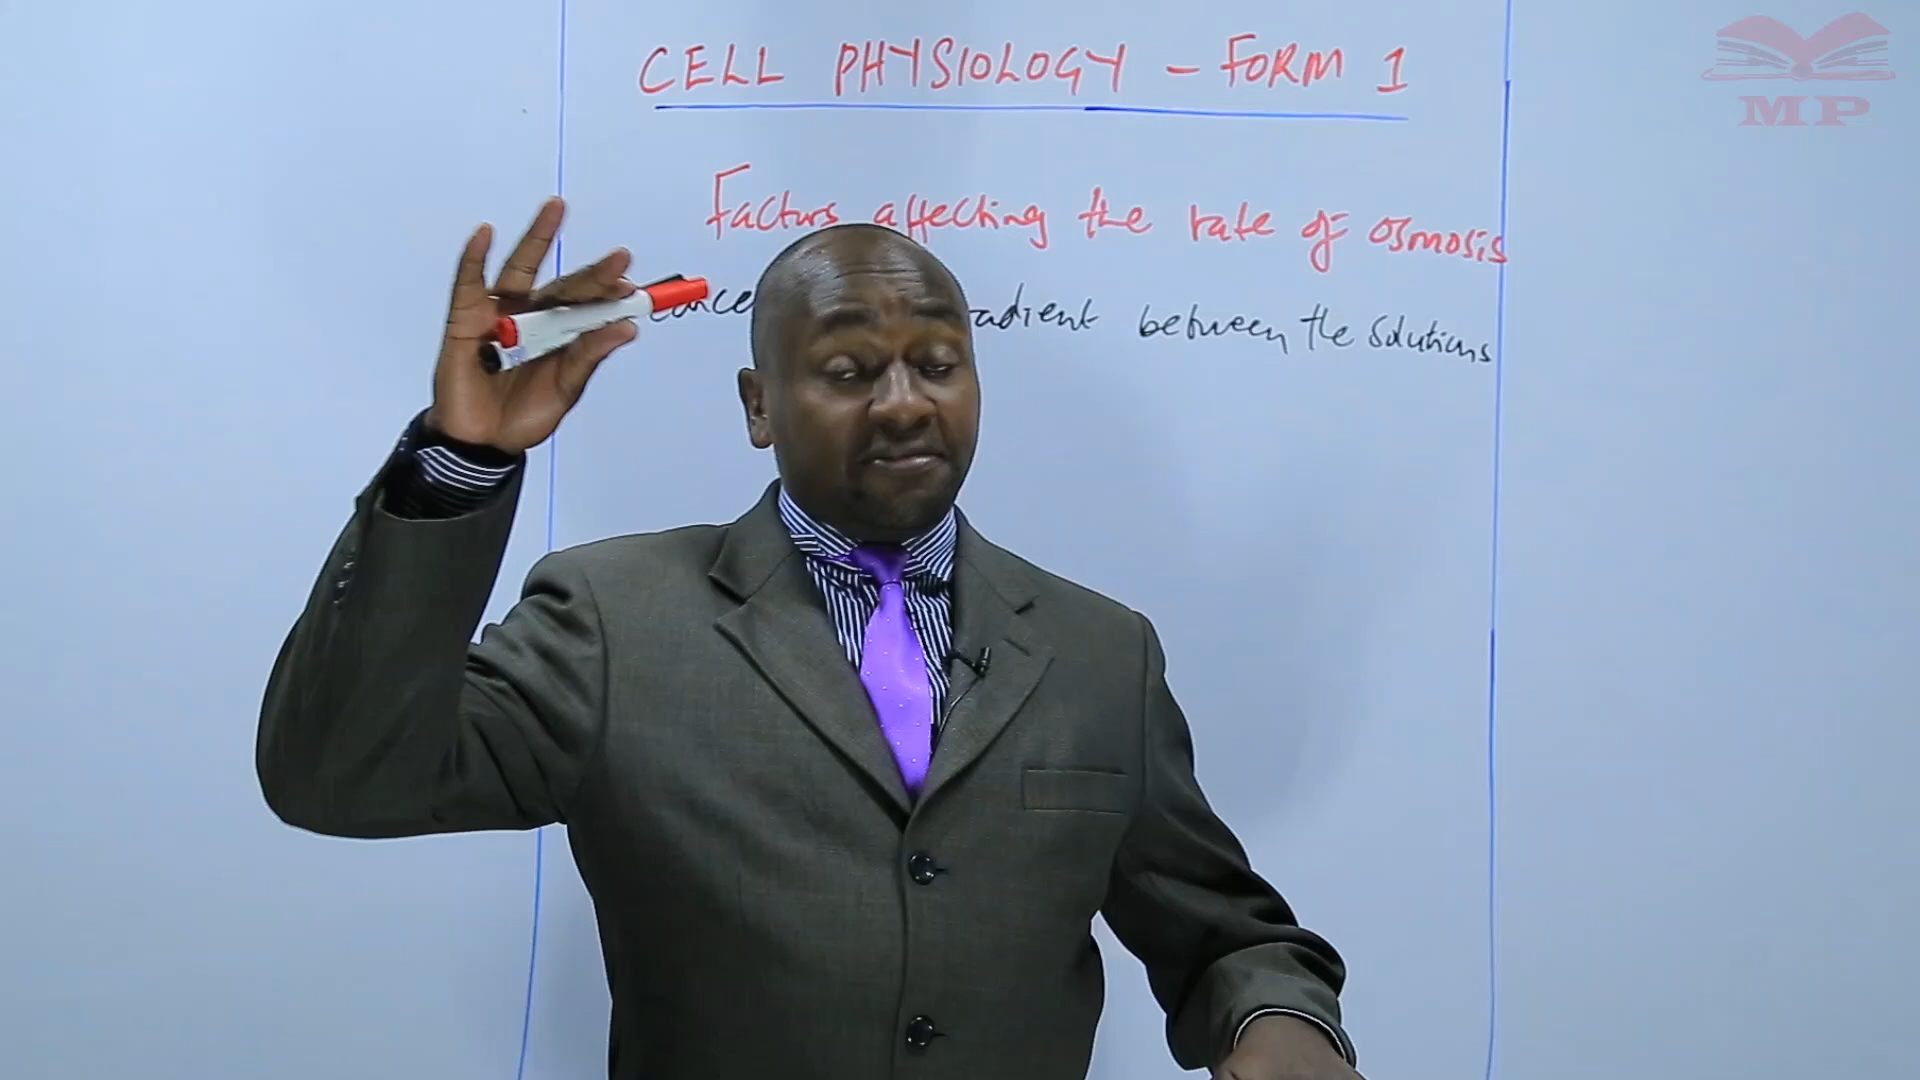 CELL PHYSIOLOGY - FORM 1
MP
Factors affecting the rate of osmosis
between the solutions